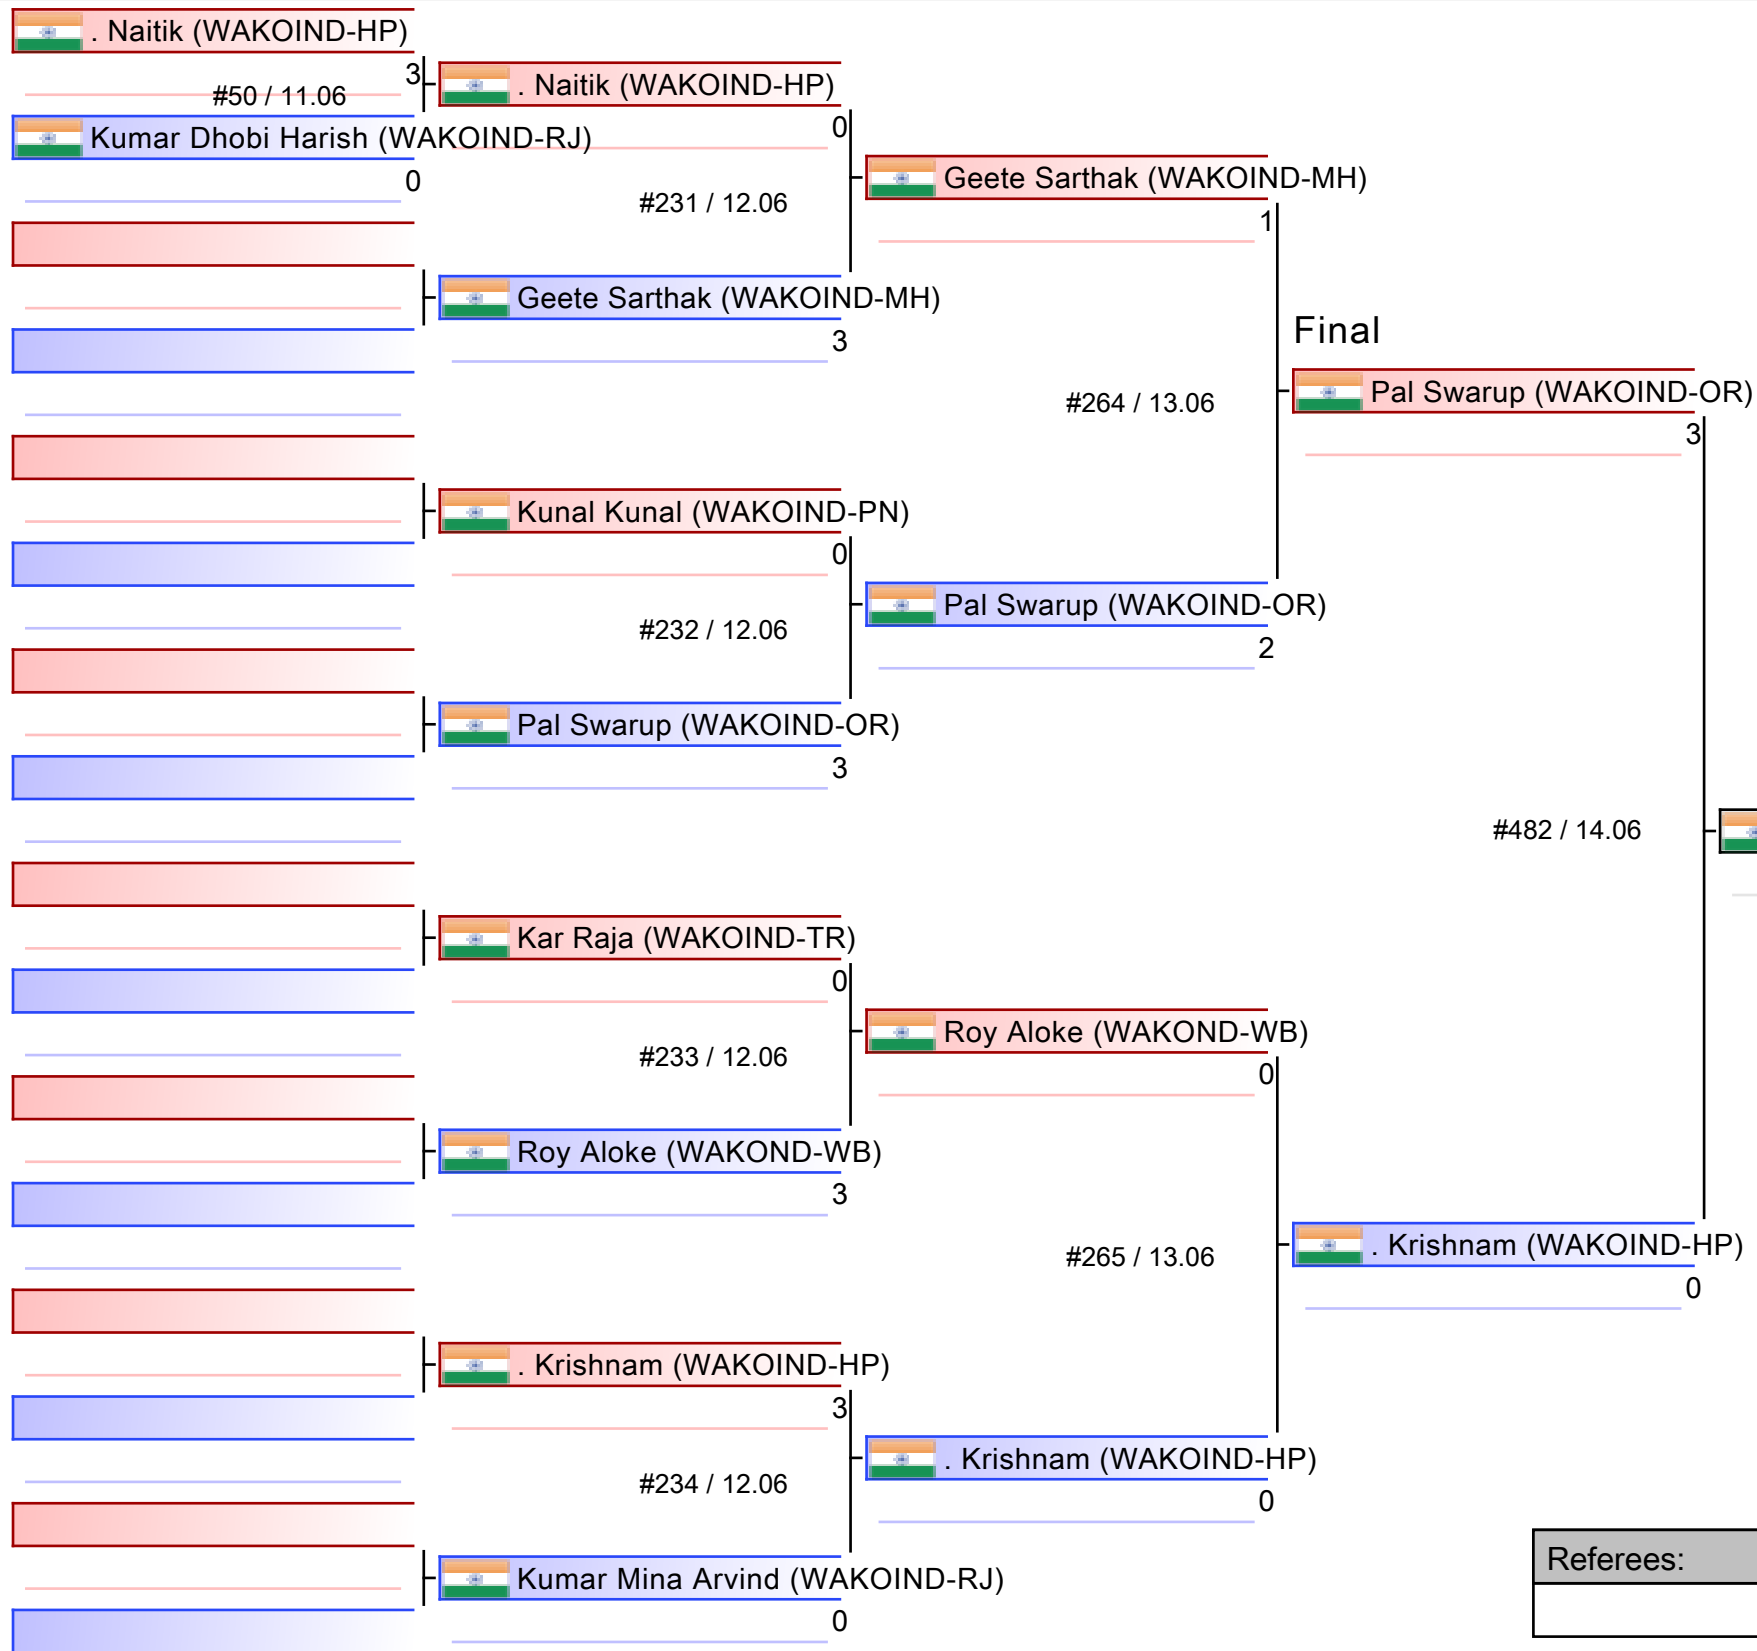 . Naitik (WAKOIND-HP)
3
#50 / 11.06
Kumar Dhobi Harish (WAKOIND-RJ)
0
. Naitik (WAKOIND-HP)
0
#231 / 12.06
Geete Sarthak (WAKOIND-MH)
3
Kunal Kunal (WAKOIND-PN)
0
#232 / 12.06
Pal Swarup (WAKOIND-OR)
3
Kar Raja (WAKOIND-TR)
0
#233 / 12.06
Roy Aloke (WAKOND-WB)
3
. Krishnam (WAKOIND-HP)
3
#234 / 12.06
Kumar Mina Arvind (WAKOIND-RJ)
0
Geete Sarthak (WAKOIND-MH)
1
#264 / 13.06
Pal Swarup (WAKOIND-OR)
2
Roy Aloke (WAKOND-WB)
0
#265 / 13.06
. Krishnam (WAKOIND-HP)
0
Final
Pal Swarup (WAKOIND-OR)
3
#482 / 14.06
. Krishnam (WAKOIND-HP)
0
Referees: